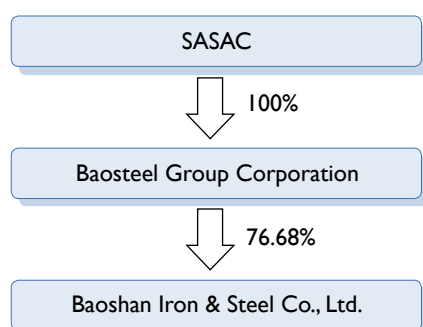 SASAC
100%
Baosteel Group Corporation
76.68%
Baoshan Iron & Steel Co., Ltd.